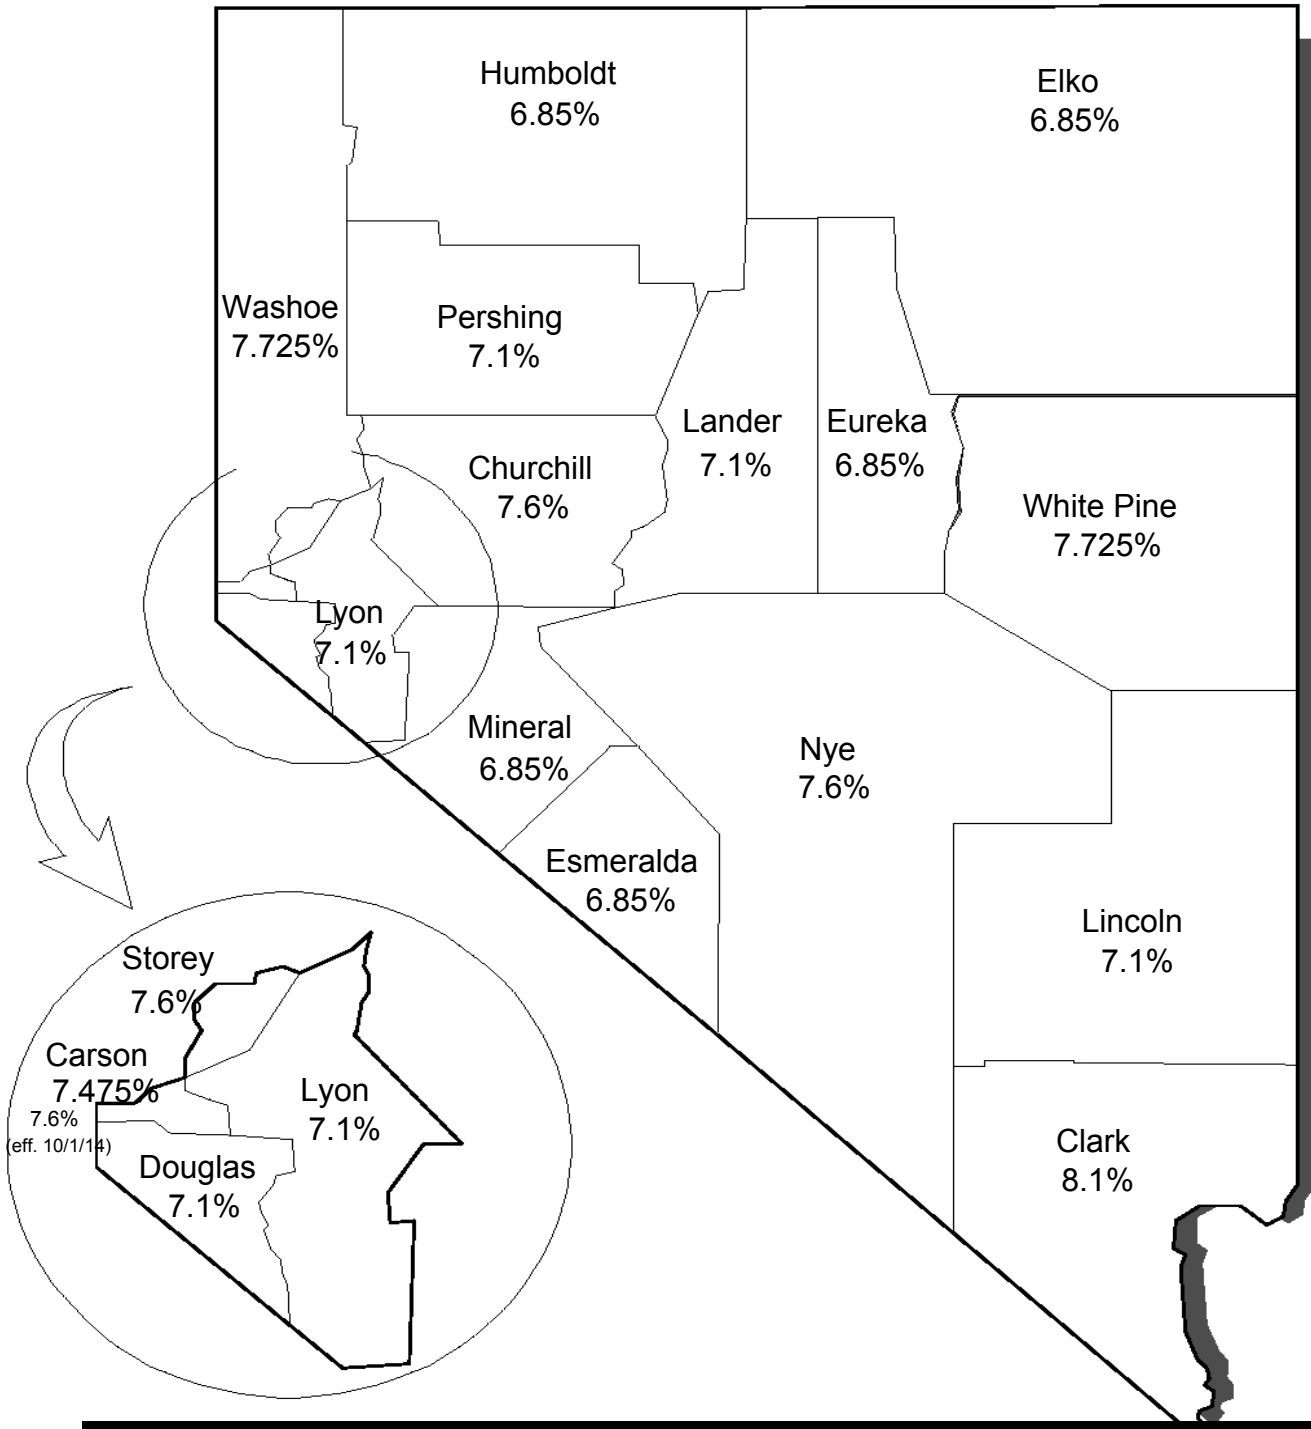 Humboldt
6.85%
Elko
6.85%
Washoe
7.725%
Pershing
7.1%
Lander
7.1%
Eureka
6.85%
Churchill
7.6%
White Pine
7.725%
Lyon
7.1%
Mineral
6.85%
Nye
7.6%
Esmeralda
6.85%
Lincoln
7.1%
Storey
7.6%
Carson
7.475%
7.6%
(eff. 10/1/14)
Lyon
7.1%
Douglas
7.1%
Clark
8.1%